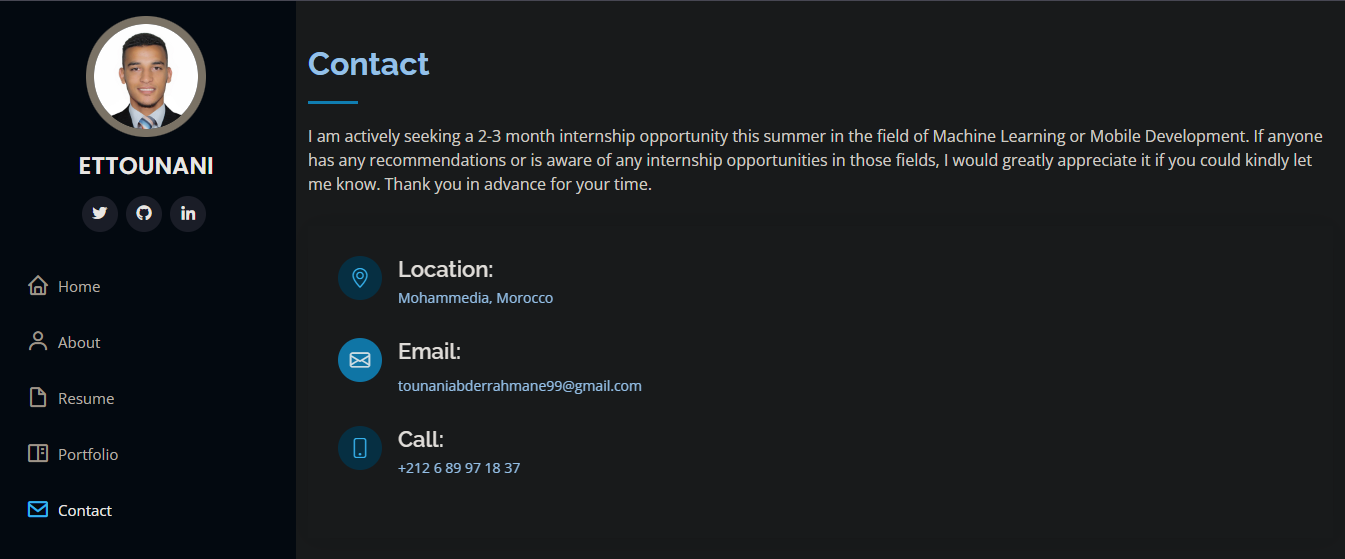 ETTOUNANI
Home
About
Resume
Portfolio
Contact
Contact
I am actively seeking a 2-3 month internship opportunity this summer in the field of Machine Learning or Mobile Development. If anyone
has any recommendations or is aware of any internship opportunities in those fields, I would greatly appreciate it if you could kindly let
me know. Thank you in advance for your time.
Location:
Mohammedia, Morocco
Email:
tounaniabderrahmane99@gmail.com
Call:
+212 6 89 97 18 37